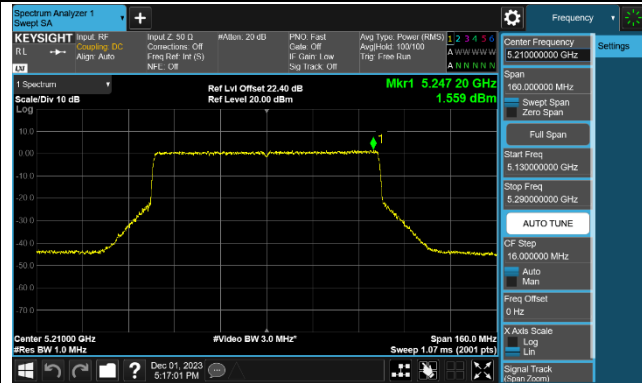 Spectrum Analyzer 1
Swept SA
Frequency
KEYSIGHT
RL
LXI
Input: RF
Coupling: DC
Align: Auto
Input Z: 50 Ω
Corrections: Off
Freq Ref: Int (S)
NFE: Off
#Atten: 20 dB
PNO: Fast
Gate: Off
IF Gain: Low
Sig Track: Off
Avg Type: Power (RMS)
Avg|Hold: 100/100
Trig: Free Run
1 2 3 4 5 6
A W W W W W
A N N N N N
1 Spectrum
Scale/Div 10 dB
Log
Ref Lvl Offset 22.40 dB
Ref Level 20.00 dBm
Mkr1 5.247 20 GHz
1.559 dBm
1
10.0
0.00
-10.0
-20.0
-30.0
-40.0
-50.0
-60.0
-70.0
Center 5.21000 GHz
#Res BW 1.0 MHz
#Video BW 3.0 MHz*
Span 160.0 MHz
Sweep 1.07 ms (2001 pts)
Dec 01, 2023
5:17:01 PM
Center Frequency
5.210000000 GHz
Span
160.000000 MHz
Swept Span
Zero Span
Full Span
Start Freq
5.130000000 GHz
Stop Freq
5.290000000 GHz
AUTO TUNE
CF Step
16.000000 MHz
Auto
Man
Freq Offset
0 Hz
X Axis Scale
Log
Lin
Signal Track
(Span Zoom)
Settings